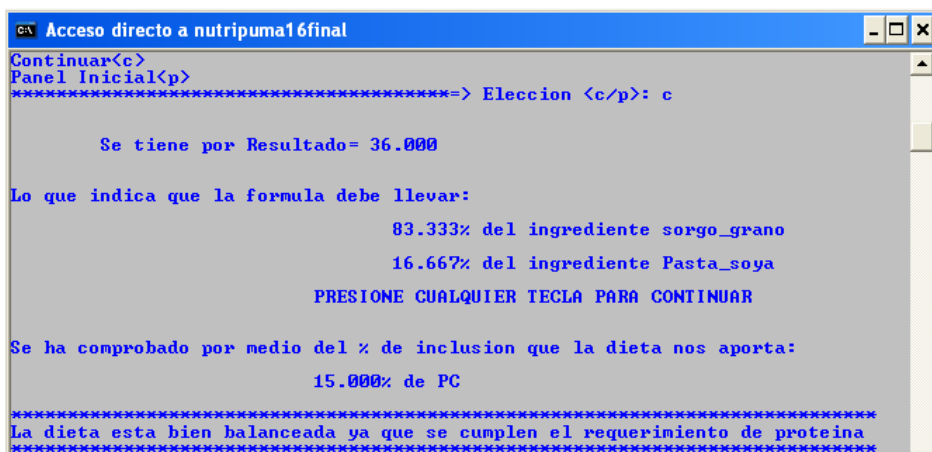 Acceso directo a nutripuma16final
Continuar<c>
Panel Inicial<p>
***************************************=> Eleccion <c/p>: c
Se tiene por Resultado= 36.000
Lo que indica que la formula debe llevar:
83.333% del ingrediente sorgo_grano
16.667% del ingrediente Pasta_soya
PRESIONE CUALQUIER TECLA PARA CONTINUAR
Se ha comprobado por medio del % de inclusion que la dieta nos aporta:
15.000% de PC
*****************************************************************************
La dieta esta bien balanceada ya que se cumplen el requerimiento de proteina
*****************************************************************************